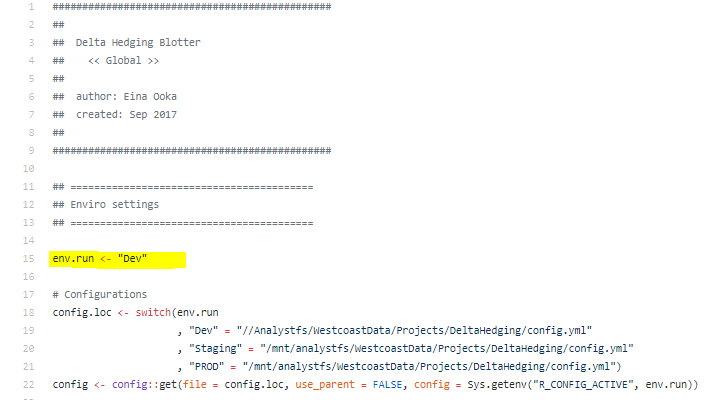 1 ###############################################
2 ##
3 ## Delta Hedging Blotter
4 ## << Global >>
5 ##
6 ## author: Eina Ooka
7 ## created: Sep 2017
8 ##
9 ###############################################
10
11 ## =========================================
12 ## Enviro settings
13 ## =========================================
14
15 env.run <- "Dev"
16
17 # Configurations
18 config.loc <- switch(env.run
19 , "Dev" = "//Analystfs/WestcoastData/Projects/DeltaHedging/config.yml"
20 , "Staging" = "/mnt/analystfs/WestcoastData/Projects/DeltaHedging/config.yml"
21 , "PROD" = "/mnt/analystfs/WestcoastData/Projects/DeltaHedging/config.yml")
22 config <- config::get(file = config.loc, use_parent = FALSE, config = Sys.getenv("R_CONFIG_ACTIVE", env.run))